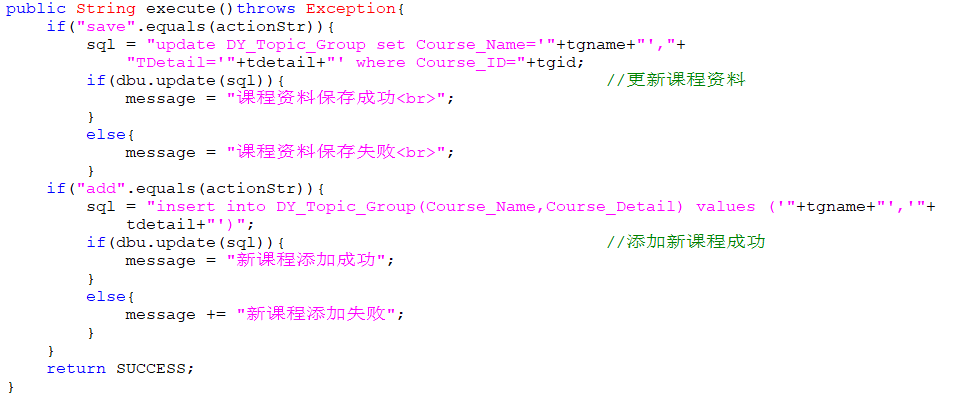 public String execute()throws Exception{
if("save".equals(actionStr)){
sql = "update DY_Topic_Group set Course_Name='"+tgname+"',"+
"TDetail='"+tdetail+"' where Course_ID="+tgid;
if(dbu.update(sql)){ //更新课程资料
message = "课程资料保存成功<br>";
}
else{
message = "课程资料保存失败<br>";
}
if("add".equals(actionStr)){
sql = "insert into DY_Topic_Group(Course_Name,Course_Detail) values ('"+tgname+"','"+
tdetail+"')";
if(dbu.update(sql)){ //添加新课程成功
message = "新课程添加成功";
}
else{
message += "新课程添加失败";
}
}
return SUCCESS;
}